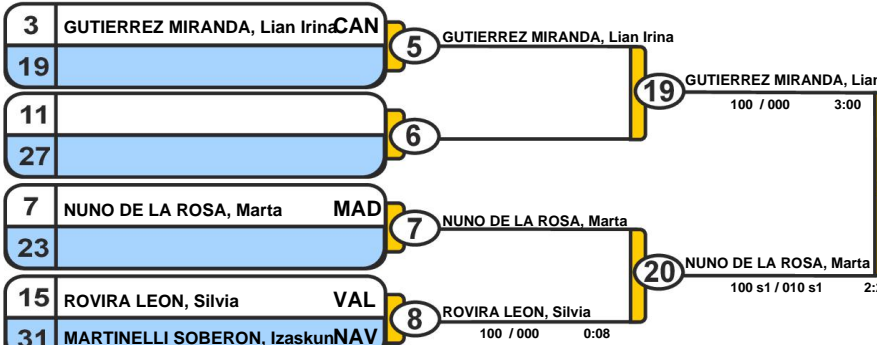 3 GUTIERREZ MIRANDA, Lian Irina CAN
19
5 GUTIERREZ MIRANDA, Lian Irina
11
27
6
19 GUTIERREZ MIRANDA, Lian
100 / 000 3:00
7 NUNO DE LA ROSA, Marta MAD
23
7 NUNO DE LA ROSA, Marta
15 ROVIRA LEON, Silvia VAL
31 MARTINELLI SOBERON, Izaskun NAV
8 ROVIRA LEON, Silvia
100 / 000 0:08
20 NUNO DE LA ROSA, Marta
100 s1 / 010 s1